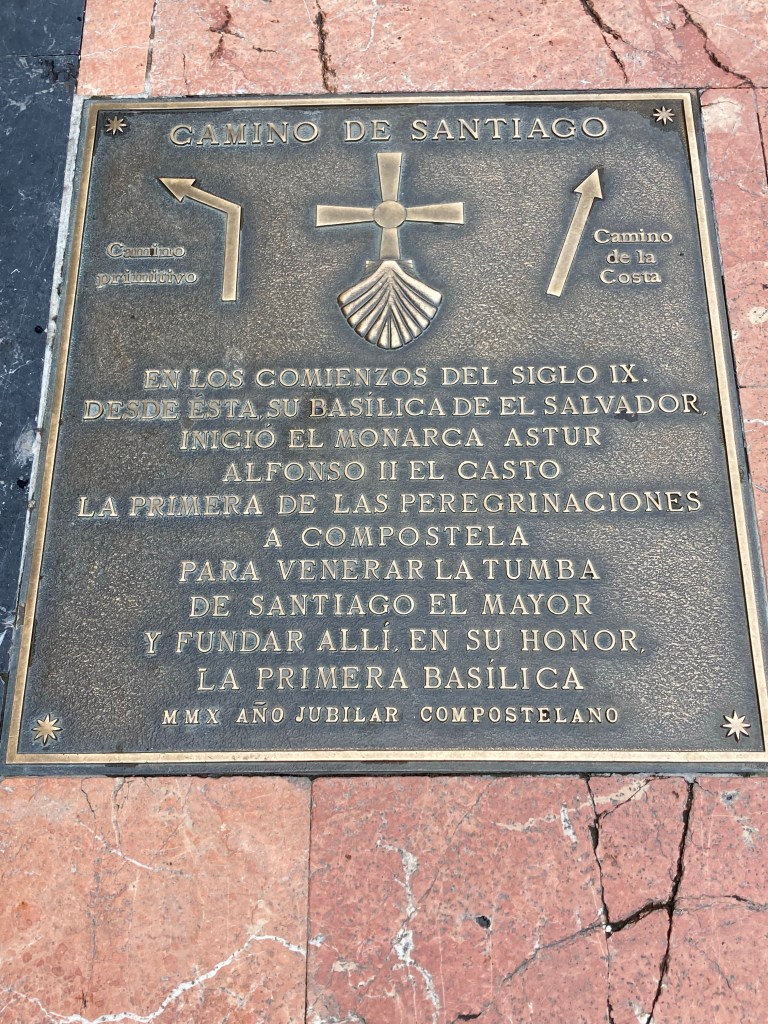 CAMINO DE SANTIAGO
Camino
primitivo
Camino
de la
Costa
EN LOS COMIENZOS DEL SIGLO IX.
DESDE ÉSTA, SU BASÍLICA DE EL SALVADOR,
INICIÓ EL MONARCA ASTUR
ALFONSO II EL CASTO
LA PRIMERA DE LAS PEREGRINACIONES
A COMPOSTELA
PARA VENERAR LA TUMBA
DE SANTIAGO EL MAYOR
Y FUNDAR ALLÍ, EN SU HONOR,
LA PRIMERA BASÍLICA
MMX AÑO JUBILAR COMPOSTELANO